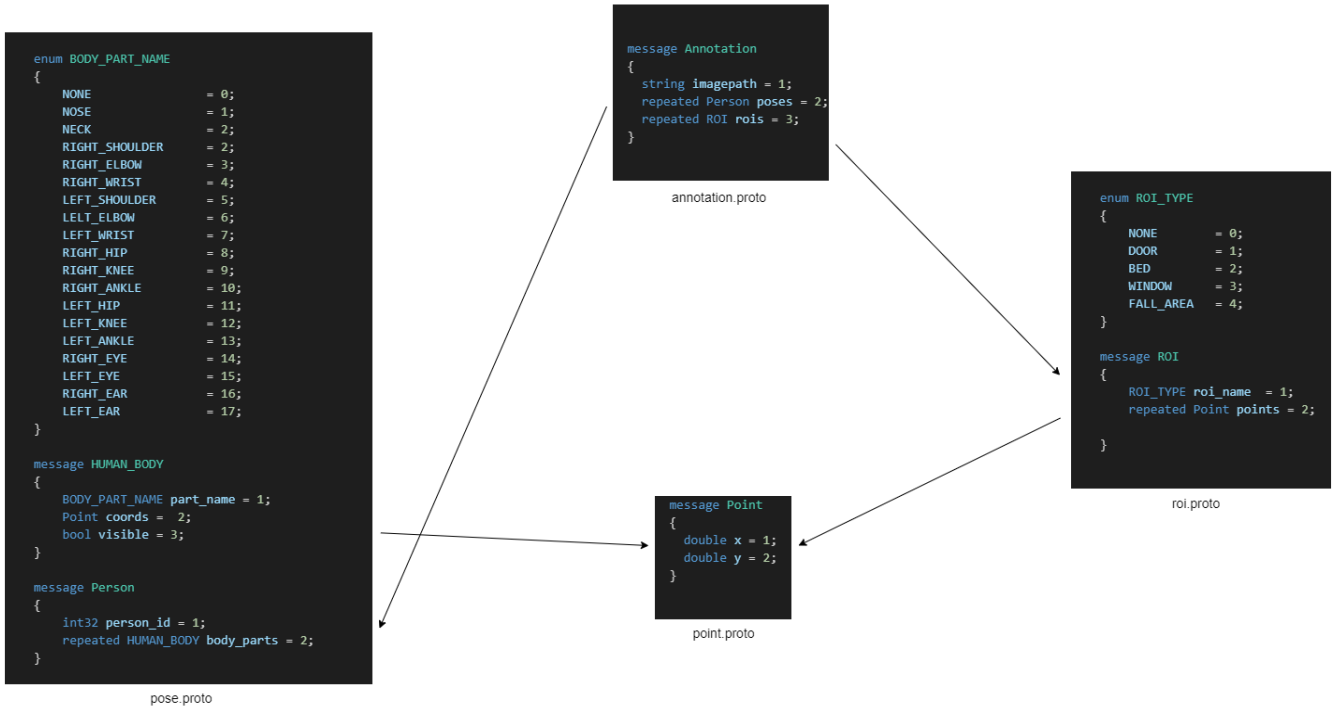 enum BODY_PART_NAME
{
NONE = 0;
NOSE = 1;
NECK = 2;
RIGHT_SHOULDER = 2;
RIGHT_ELBOW = 3;
RIGHT_WRIST = 4;
LEFT_SHOULDER = 5;
LELT_ELBOW = 6;
LEFT_WRIST = 7;
RIGHT_HIP = 8;
RIGHT_KNEE = 9;
RIGHT_ANKLE = 10;
LEFT_HIP = 11;
LEFT_KNEE = 12;
LEFT_ANKLE = 13;
RIGHT_EYE = 14;
LEFT_EYE = 15;
RIGHT_EAR = 16;
LEFT_EAR = 17;
}
message HUMAN_BODY
{
BODY_PART_NAME part_name = 1;
Point coords = 2;
bool visible = 3;
}
message Person
{
int32 person_id = 1;
repeated HUMAN_BODY body_parts = 2;
}
pose.proto
message Annotation
{
string imagepath = 1;
repeated Person poses = 2;
repeated ROI rois = 3;
}
annotation.proto
message Point
{
double x = 1;
double y = 2;
}
point.proto
enum ROI_TYPE
{
NONE = 0;
DOOR = 1;
BED = 2;
WINDOW = 3;
FALL_AREA = 4;
}
message ROI
{
ROI_TYPE roi_name = 1;
repeated Point points = 2;
}
roi.proto